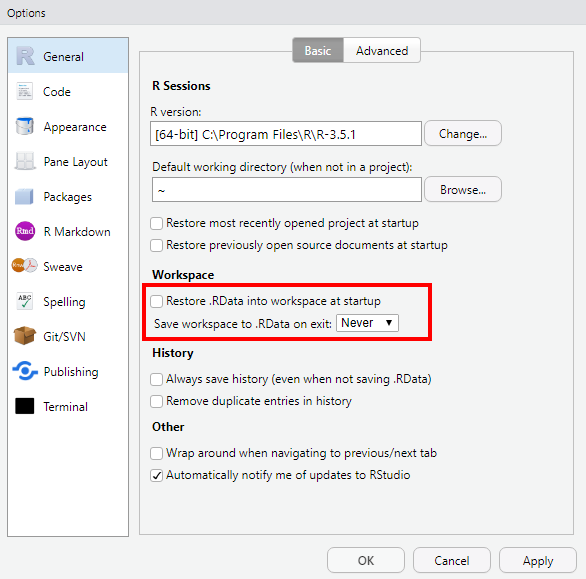 Options
General
Code
Appearance
Pane Layout
Packages
Rmd R Markdown
Sweave
ABC Spelling
Git/SVN
Publishing
Terminal
Basic Advanced
R Sessions
R version:
[64-bit] C:\Program Files\R\R-3.5.1 Change...
Default working directory (when not in a project):
~ Browse...
Restore most recently opened project at startup
Restore previously open source documents at startup
Workspace
Restore .RData into workspace at startup
Save workspace to .RData on exit: Never
History
Always save history (even when not saving .RData)
Remove duplicate entries in history
Other
Wrap around when navigating to previous/next tab
Automatically notify me of updates to RStudio
OK Cancel Apply